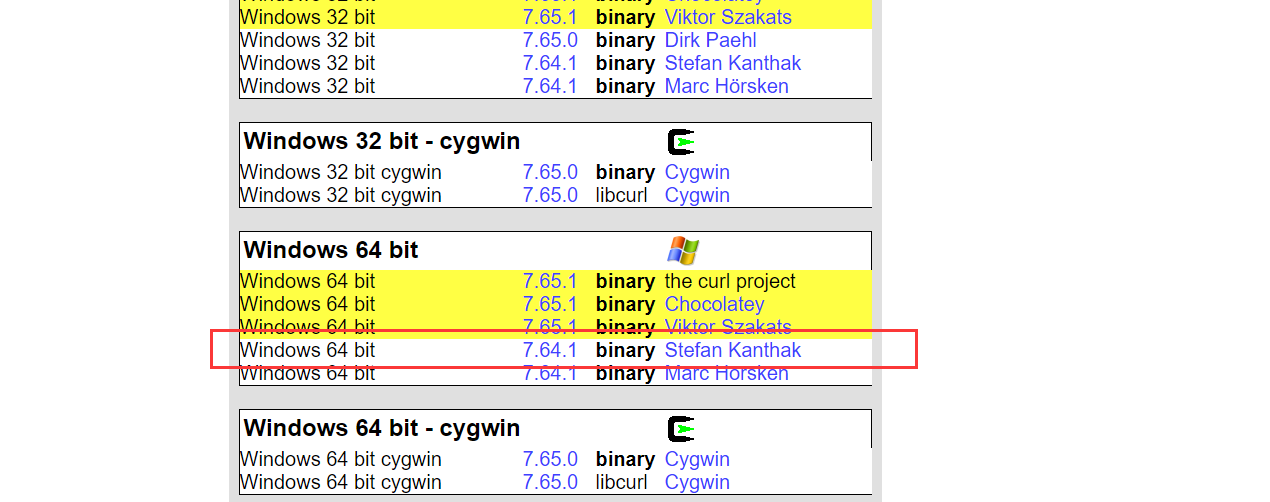 Windows 32 bit 7.65.1 binary Viktor Szakats
Windows 32 bit 7.65.0 binary Dirk Paehl
Windows 32 bit 7.64.1 binary Stefan Kanthak
Windows 32 bit 7.64.1 binary Marc Hörsken
Windows 32 bit - cygwin
Windows 32 bit cygwin 7.65.0 binary Cygwin
Windows 32 bit cygwin 7.65.0 libcurl Cygwin
Windows 64 bit
Windows 64 bit 7.65.1 binary the curl project
Windows 64 bit 7.65.1 binary Chocolatey
Windows 64 bit 7.65.1 binary Viktor Szakats
Windows 64 bit 7.64.1 binary Stefan Kanthak
Windows 64 bit 7.64.1 binary Marc Hörsken
Windows 64 bit - cygwin
Windows 64 bit cygwin 7.65.0 binary Cygwin
Windows 64 bit cygwin 7.65.0 libcurl Cygwin